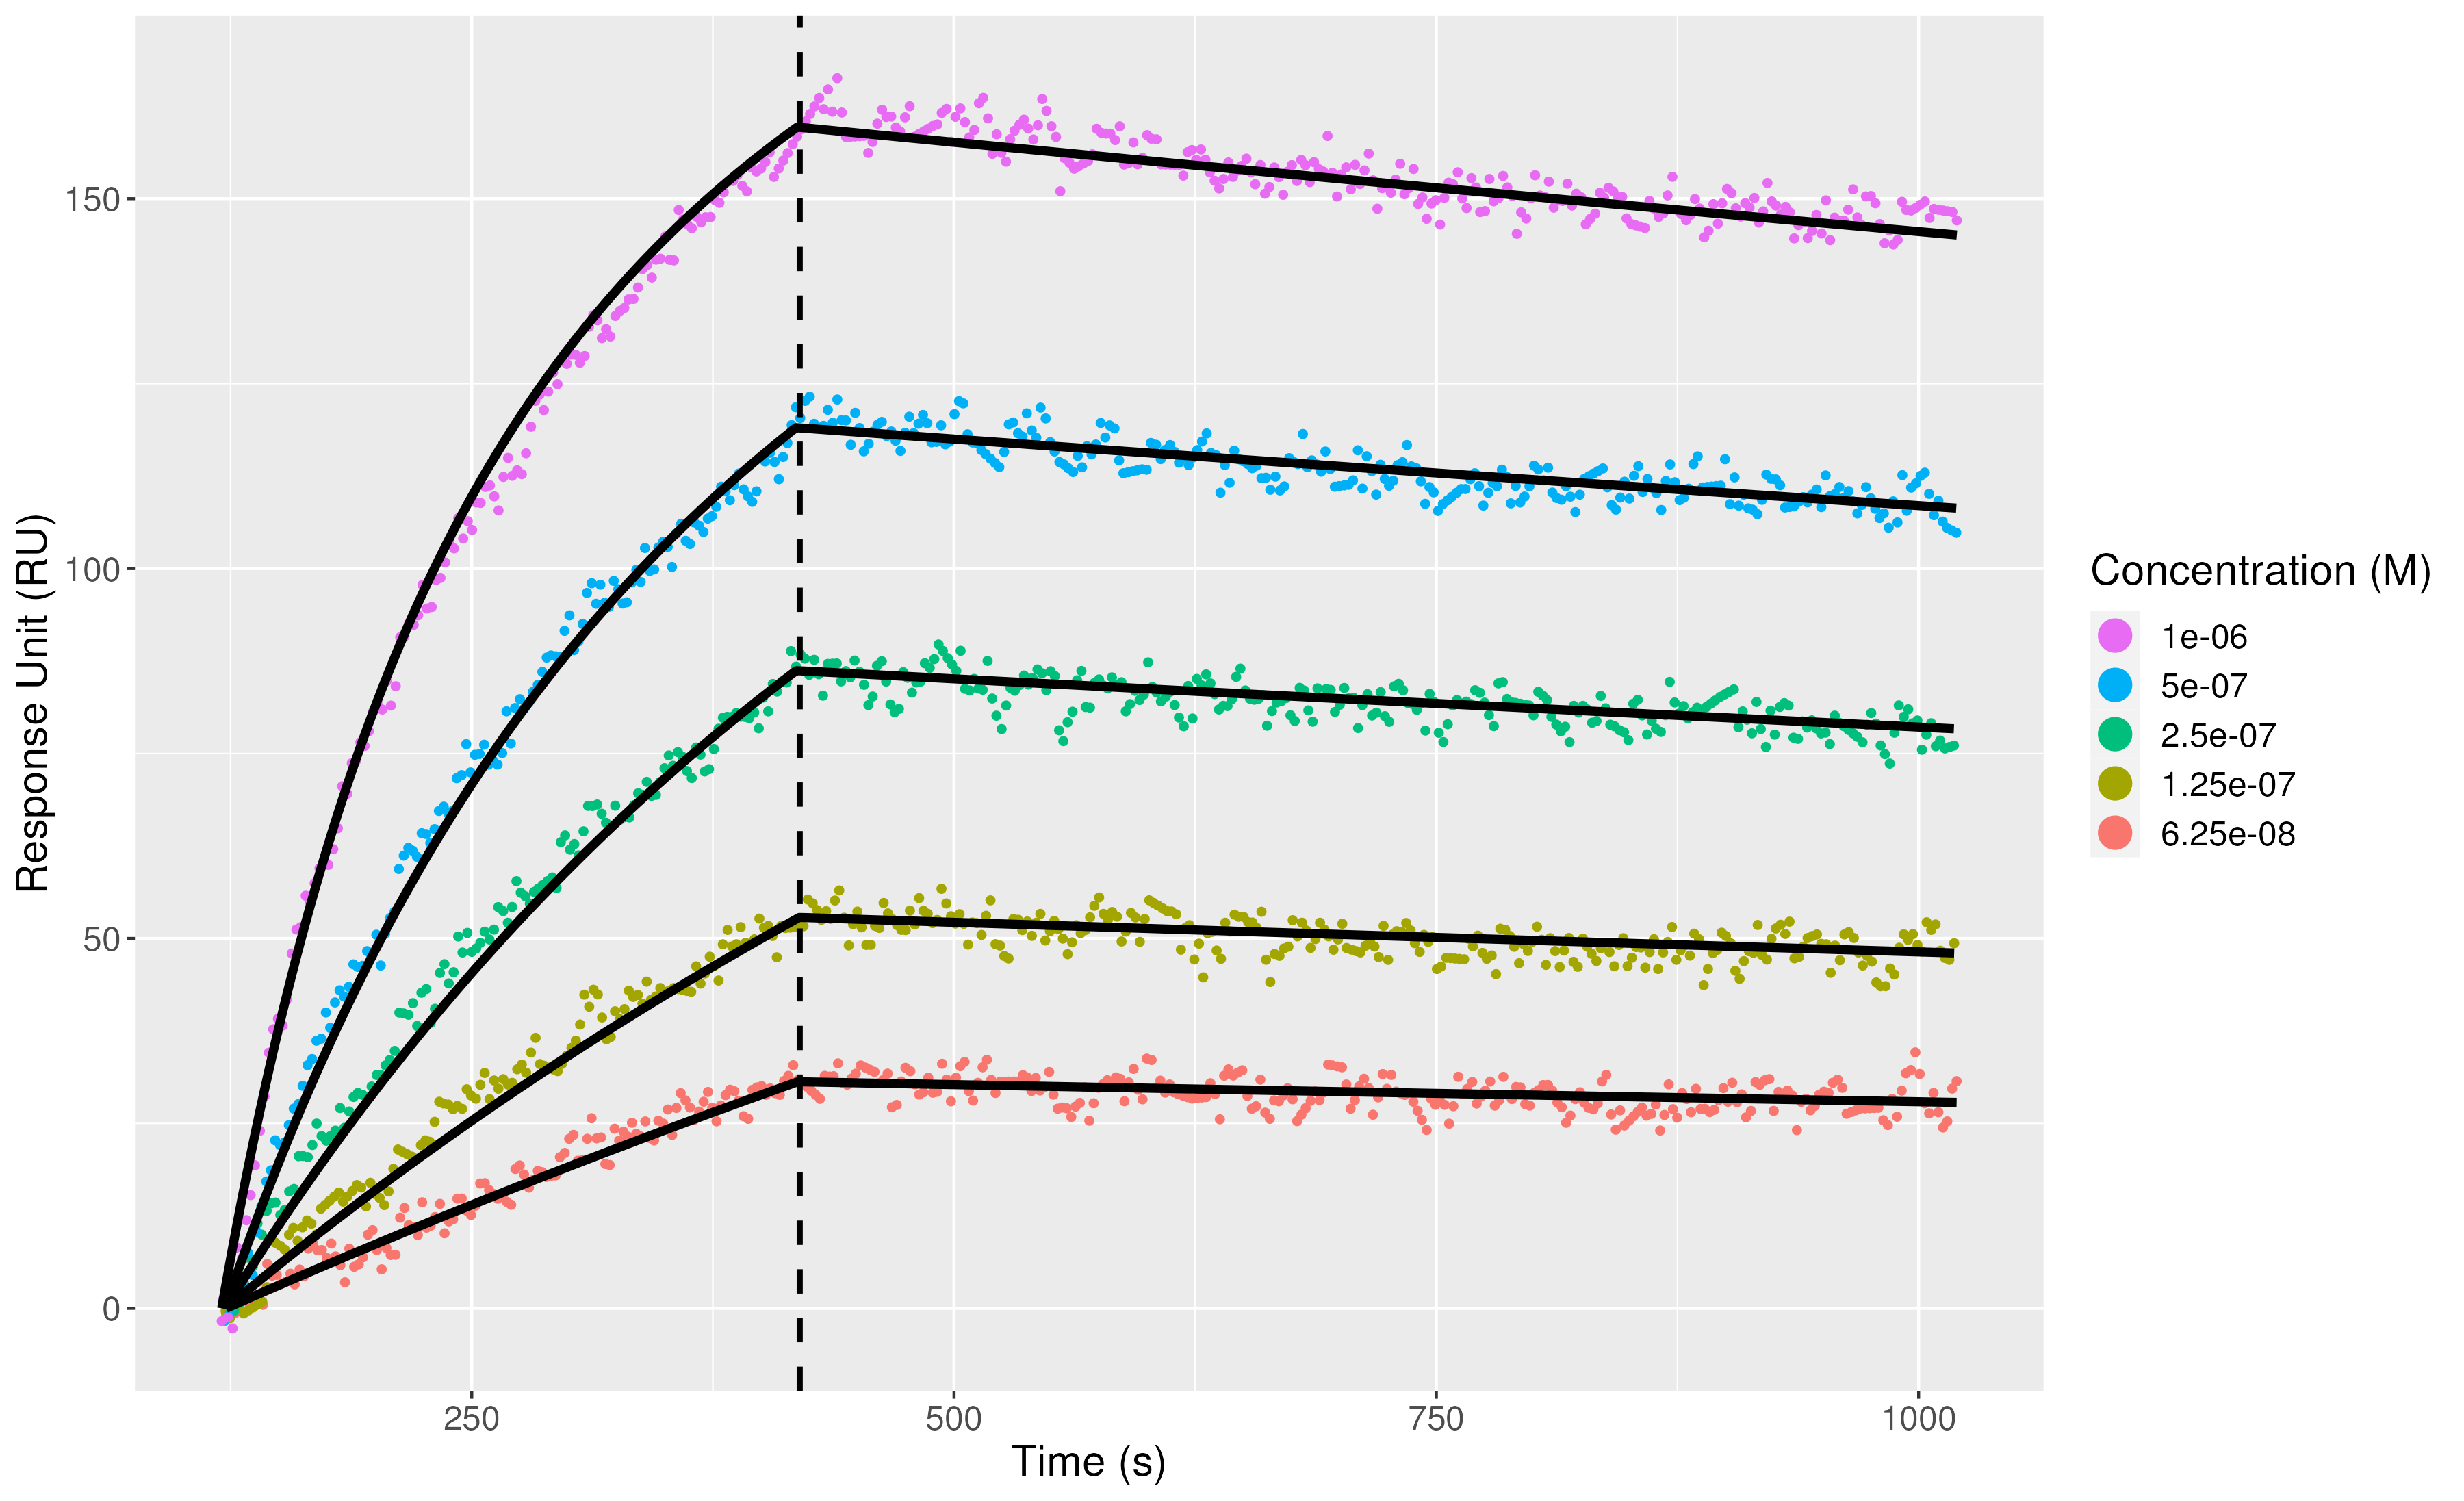 Response Unit (RU)
150
100
50
0
250 500 750 1000
Time (s)
Concentration (M)
1e-06
5e-07
2.5e-07
1.25e-07
6.25e-08